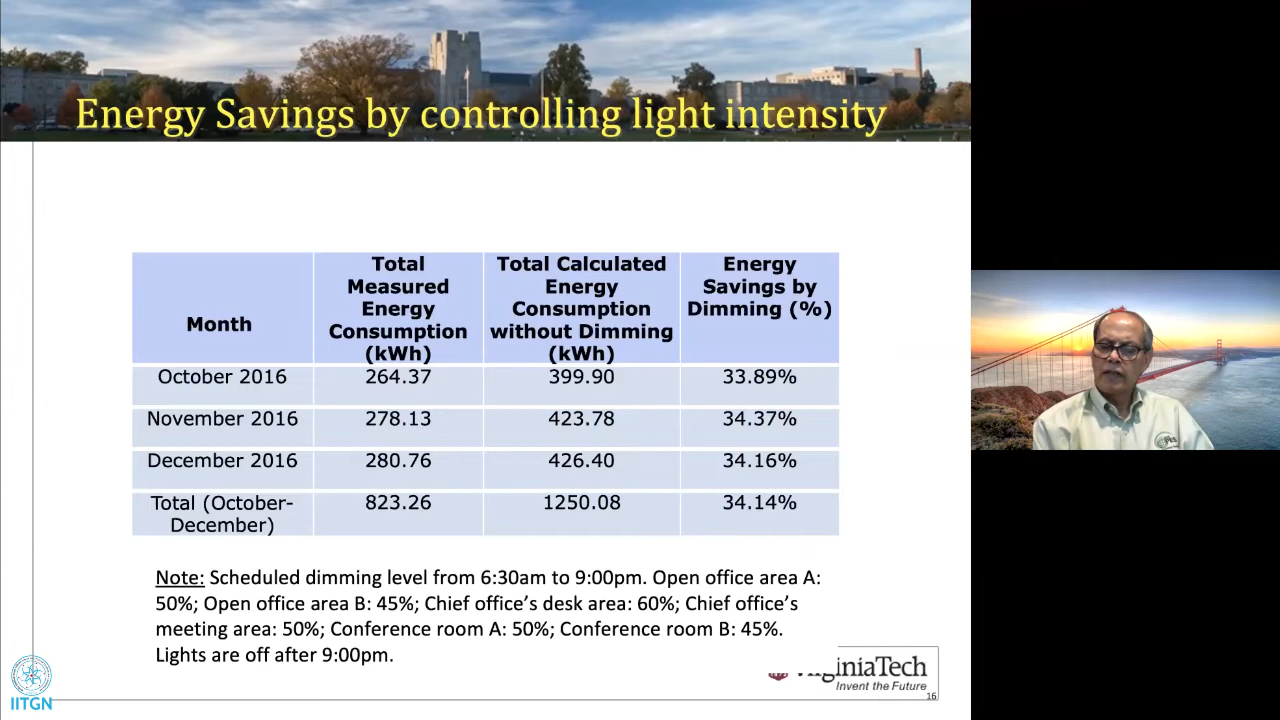 Energy Savings by controlling light intensity
Month
Total
Measured
Energy
Consumption
(kWh)
Total Calculated
Energy
Consumption
without Dimming
(kWh)
Energy
Savings by
Dimming (%)
October 2016 264.37 399.90 33.89%
November 2016 278.13 423.78 34.37%
December 2016 280.76 426.40 34.16%
Total (October-
December) 823.26 1250.08 34.14%
Note: Scheduled dimming level from 6:30am to 9:00pm. Open office area A:
50%; Open office area B: 45%; Chief office's desk area: 60%; Chief office's
meeting area: 50%; Conference room A: 50%; Conference room B: 45%.
Lights are off after 9:00pm.
VirginiaTech
Invent the Future
16
IITGN